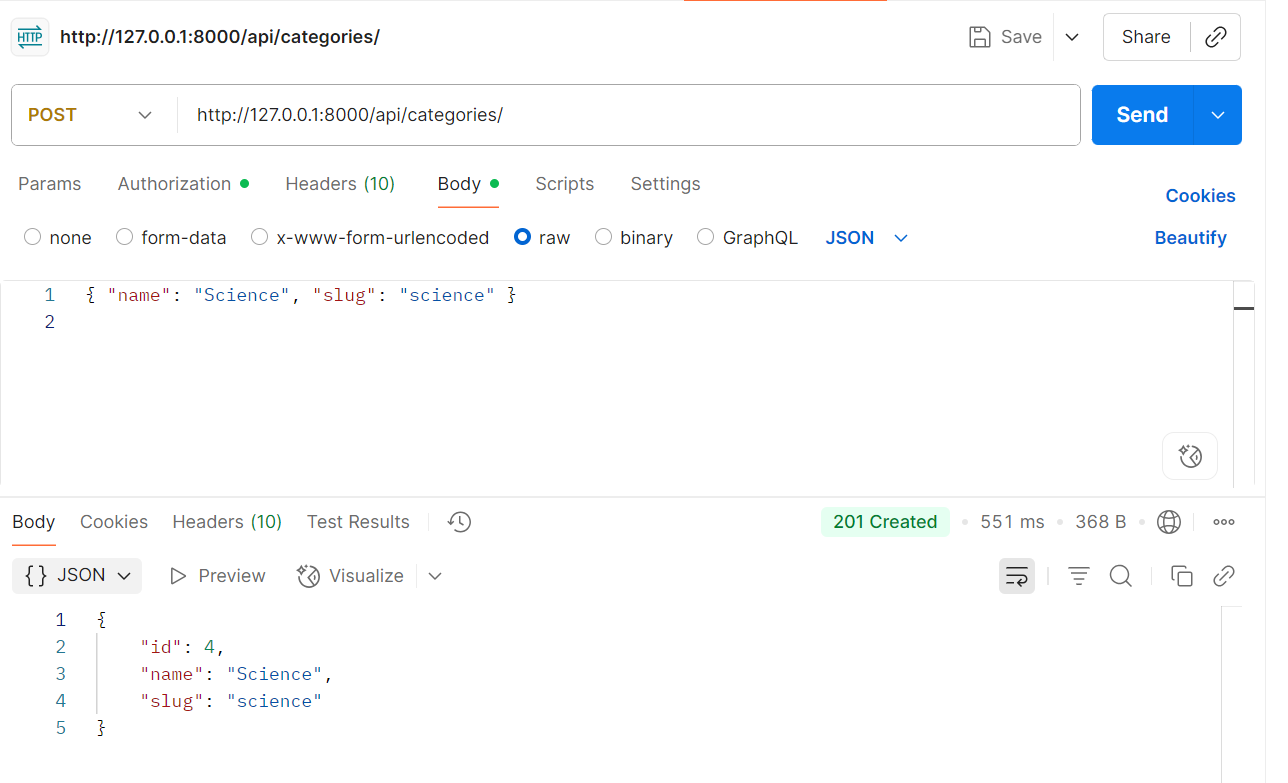 HTTP http://127.0.0.1:8000/api/categories/ Save Share
POST http://127.0.0.1:8000/api/categories/ Send
Params Authorization Headers (10) Body Scripts Settings Cookies
none form-data x-www-form-urlencoded raw binary GraphQL JSON Beautify
1 { "name": "Science", "slug": "science" }
2
Body Cookies Headers (10) Test Results 201 Created 551 ms 368 B
{} JSON Preview Visualize
1 {
2 "id": 4,
3 "name": "Science",
4 "slug": "science"
5 }